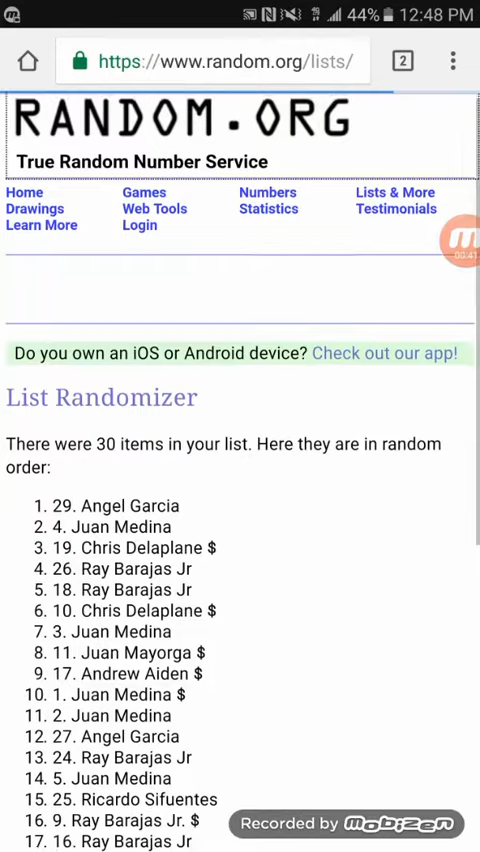 44% 12:48 PM
https://www.random.org/lists/
2
RANDOM.ORG
True Random Number Service
Home Games Numbers Lists & More
Drawings Web Tools Statistics Testimonials
Learn More Login
00:41
Do you own an iOS or Android device? Check out our app!
List Randomizer
There were 30 items in your list. Here they are in random
order:
1. 29. Angel Garcia
2. 4. Juan Medina
3. 19. Chris Delaplane $
4. 26. Ray Barajas Jr
5. 18. Ray Barajas Jr
6. 10. Chris Delaplane $
7. 3. Juan Medina
8. 11. Juan Mayorga $
9. 17. Andrew Aiden $
10. 1. Juan Medina $
11. 2. Juan Medina
12. 27. Angel Garcia
13. 24. Ray Barajas Jr
14. 5. Juan Medina
15. 25. Ricardo Sifuentes
16. 9. Ray Barajas Jr. $
17. 16. Ray Barajas Jr
Recorded by mobizen